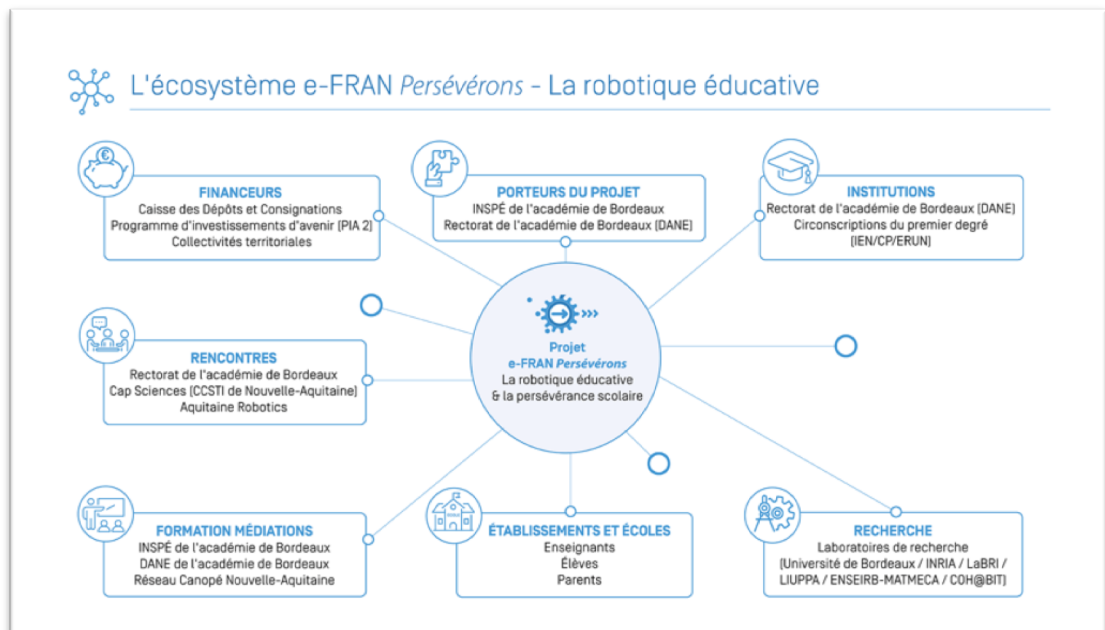 L'écosystème e-FRAN Persévérons - La robotique éducative
FINANCEURS
Caisse des Dépôts et Consignations
Programme d'investissements d'avenir (PIA 2)
Collectivités territoriales
PORTEURS DU PROJET
INSPÉ de l'académie de Bordeaux
Rectorat de l'académie de Bordeaux (DANE)
INSTITUTIONS
Rectorat de l'académie de Bordeaux (DANE)
Circonscriptions du premier degré
(IEN/CP/ERUN)
Projet
e-FRAN Persévérons
La robotique éducative
& la persévérance scolaire
RENCONTRES
Rectorat de l'académie de Bordeaux
Cap Sciences (CCSTI de Nouvelle-Aquitaine)
Aquitaine Robotics
FORMATION MÉDIATIONS
INSPÉ de l'académie de Bordeaux
DANE de l'académie de Bordeaux
Réseau Canopé Nouvelle-Aquitaine
ÉTABLISSEMENTS ET ÉCOLES
Enseignants
Élèves
Parents
RECHERCHE
Laboratoires de recherche
(Université de Bordeaux / INRIA / LaBRI /
LIUPPA / ENSEIRB-MATMECA / COH@BIT)